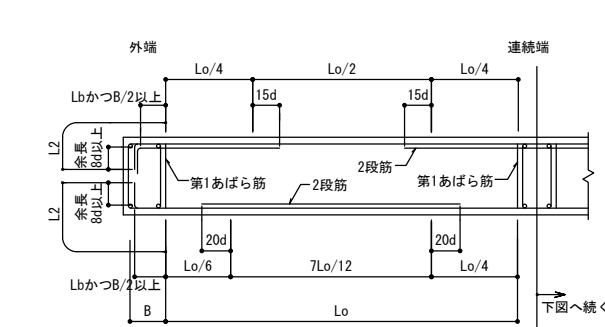 外端
連続端
Lo/4
Lo/2
Lo/4
LbかつB/2以上
15d
15d
L2
余長
8d以上
第1あばら筋
2段筋
第1あばら筋
2段筋
L2
余長
8d以上
20d
20d
Lo/6
7Lo/12
Lo/4
LbかつB/2以上
B
Lo
下図へ続く